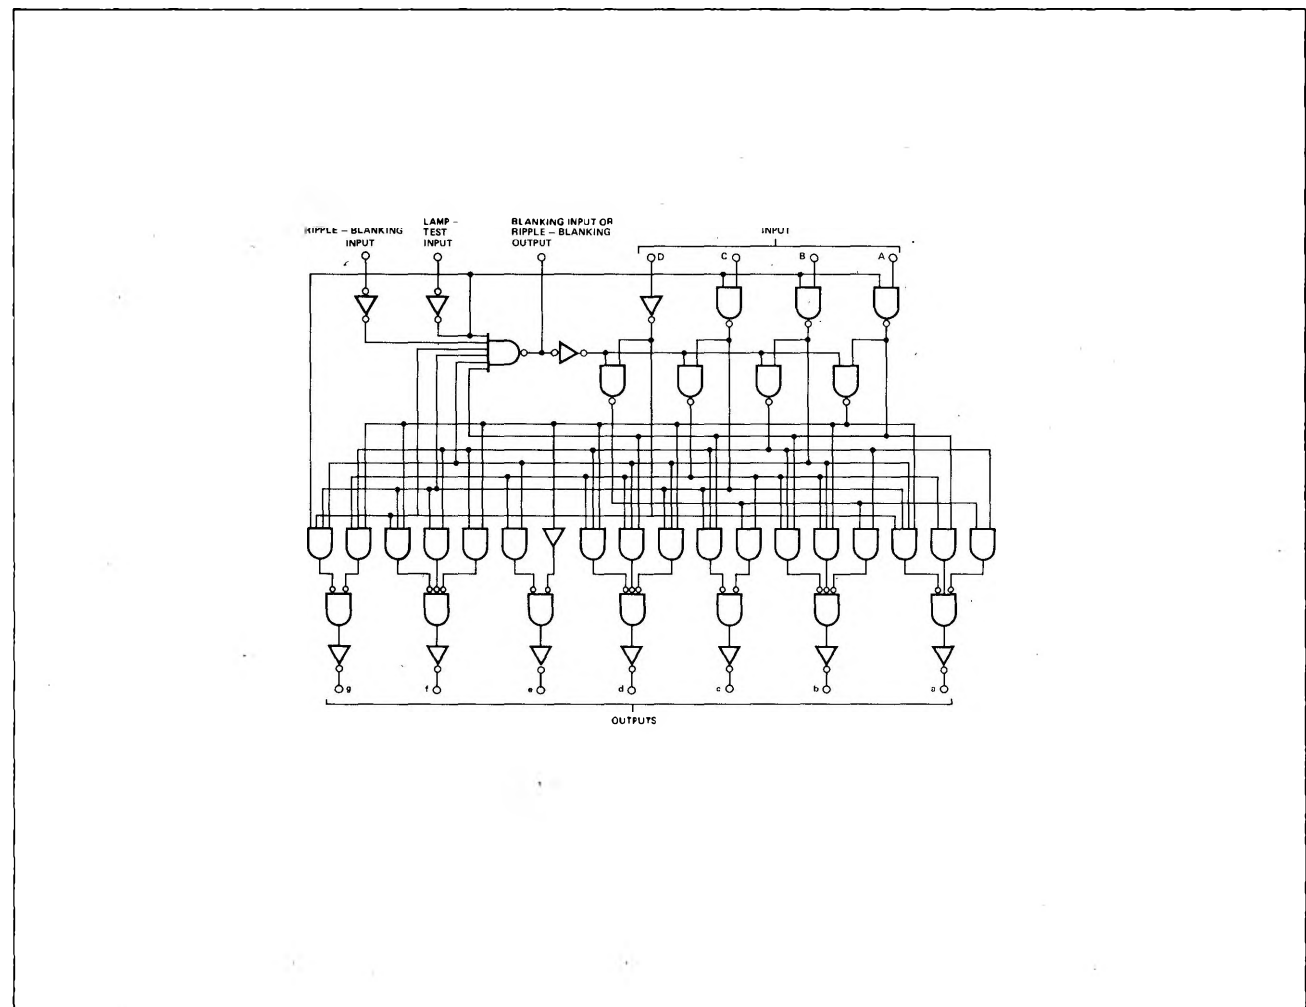 RIPPLE – BLANKING
INPUT
LAMP –
TEST
INPUT
BLANKING INPUT OR
RIPPLE – BLANKING
OUTPUT
INPUT
D
C
B
A
g
f
e
d
c
b
a
OUTPUTS